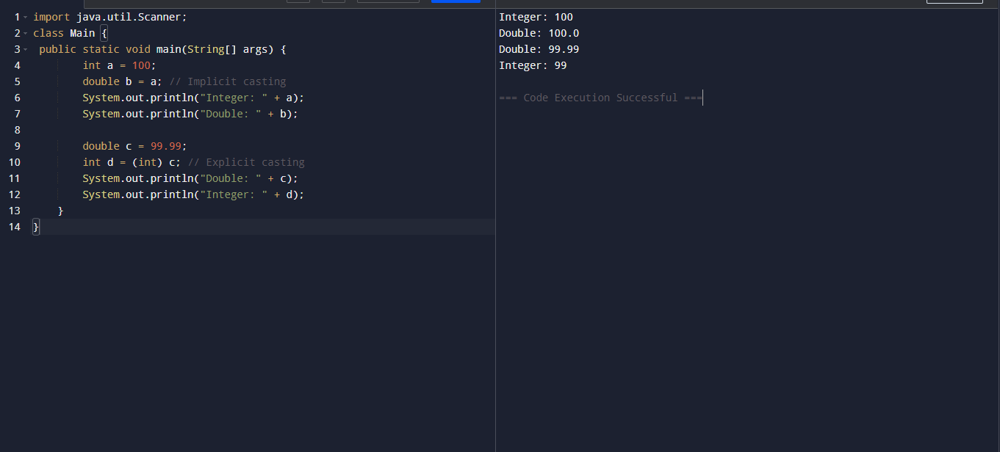 1 import java.util.Scanner;
2 class Main {
3 public static void main(String[] args) {
4 int a = 100;
5 double b = a; // Implicit casting
6 System.out.println("Integer: " + a);
7 System.out.println("Double: " + b);
8
9 double c = 99.99;
10 int d = (int) c; // Explicit casting
11 System.out.println("Double: " + c);
12 System.out.println("Integer: " + d);
13 }
14 }
Integer: 100
Double: 100.0
Double: 99.99
Integer: 99
=== Code Execution Successful ===